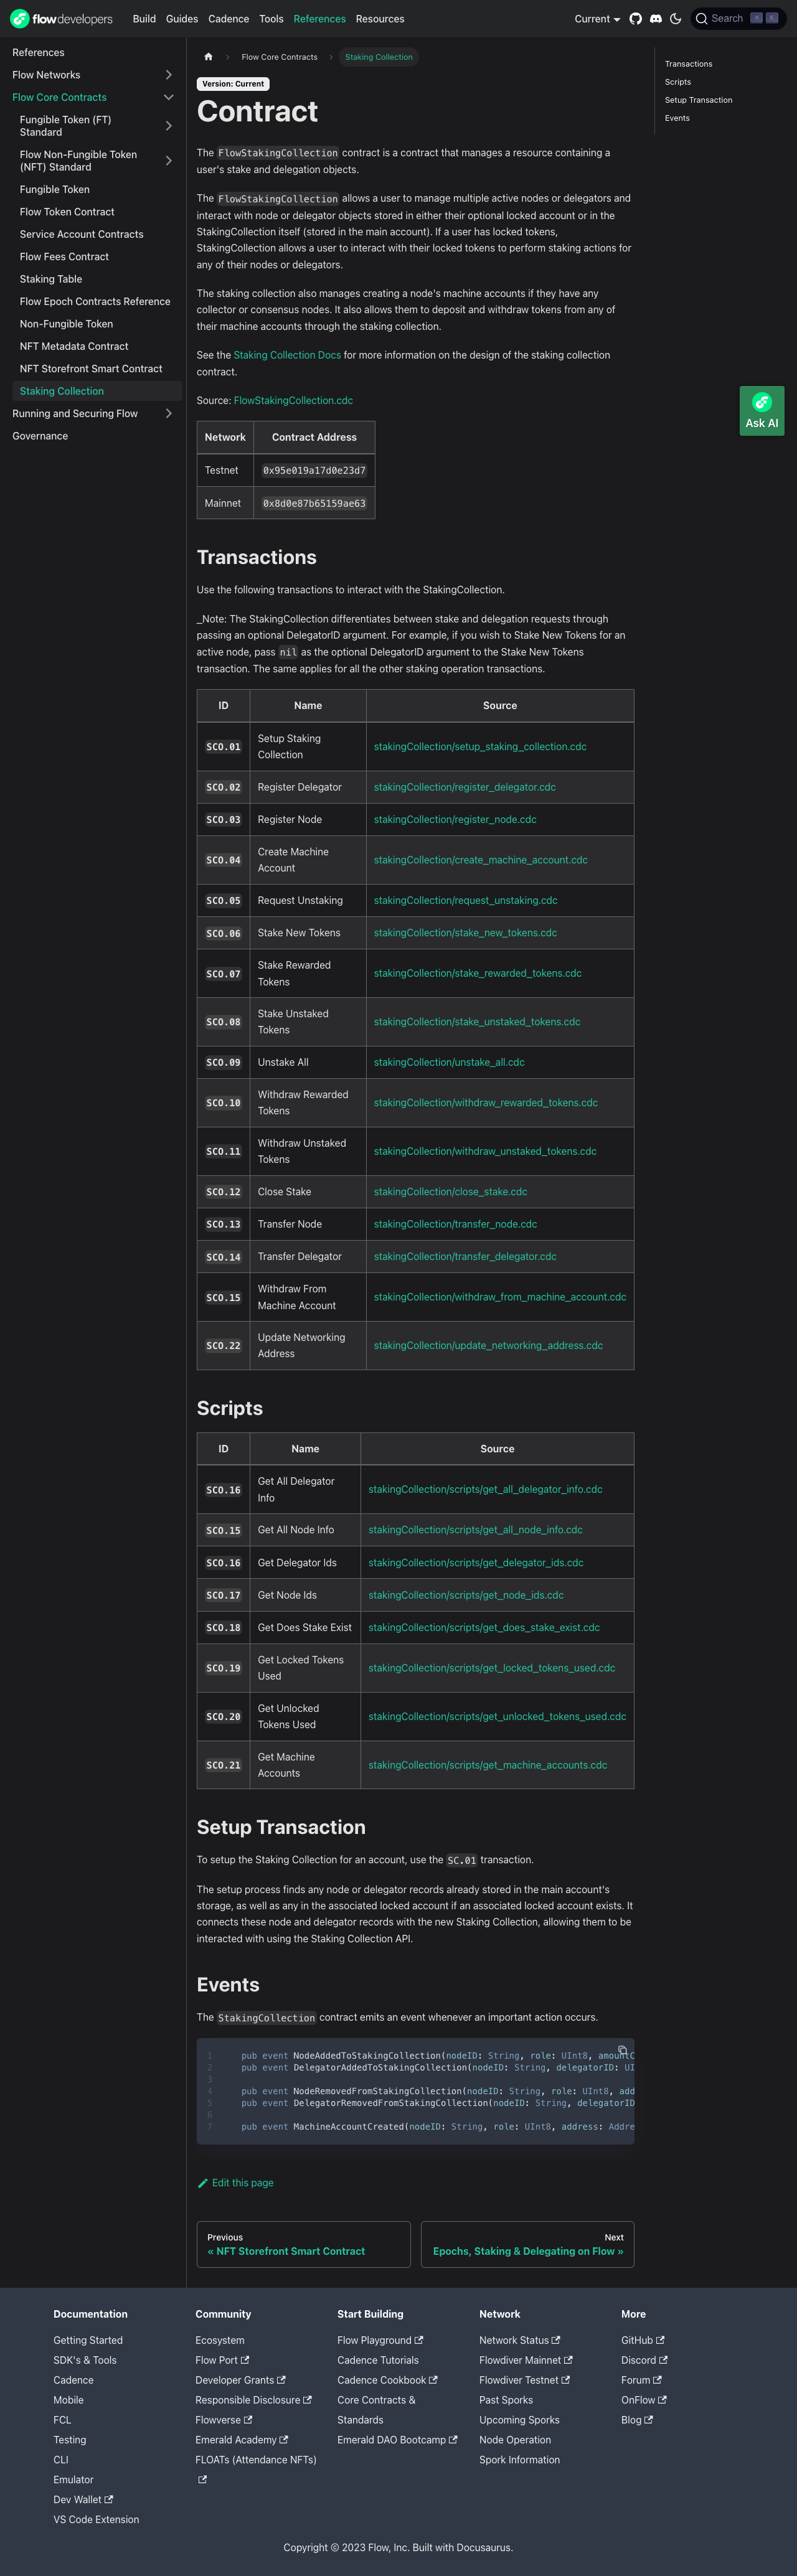 flowdevelopers Build Guides Cadence Tools References Resources Current Search
References
Flow Networks
Flow Core Contracts
Fungible Token (FT)
Standard
Flow Non-Fungible Token
(NFT) Standard
Fungible Token
Flow Token Contract
Service Account Contracts
Flow Fees Contract
Staking Table
Flow Epoch Contracts Reference
Non-Fungible Token
NFT Metadata Contract
NFT Storefront Smart Contract
Staking Collection
Running and Securing Flow
Governance
Flow Core Contracts Staking Collection
Version: Current
Contract
The FlowStakingCollection contract is a contract that manages a resource containing a
user's stake and delegation objects.
The FlowStakingCollection allows a user to manage multiple active nodes or delegators and
interact with node or delegator objects stored in either their optional locked account or in the
StakingCollection itself (stored in the main account). If a user has locked tokens,
StakingCollection allows a user to interact with their locked tokens to perform staking actions for
any of their nodes or delegators.
The staking collection also manages creating a node's machine accounts if they have any
collector or consensus nodes. It also allows them to deposit and withdraw tokens from any of
their machine accounts through the staking collection.
See the Staking Collection Docs for more information on the design of the staking collection
contract.
Source: FlowStakingCollection.cdc
Network Contract Address
Testnet 0x95e019a17d0e23d7
Mainnet 0x8d0e87b65159ae63
Transactions
Use the following transactions to interact with the StakingCollection.
_Note: The StakingCollection differentiates between stake and delegation requests through
passing an optional DelegatorID argument. For example, if you wish to Stake New Tokens for an
active node, pass nil as the optional DelegatorID argument to the Stake New Tokens
transaction. The same applies for all the other staking operation transactions.
ID Name Source
SCO.01 Setup Staking
Collection stakingCollection/setup_staking_collection.cdc
SCO.02 Register Delegator stakingCollection/register_delegator.cdc
SCO.03 Register Node stakingCollection/register_node.cdc
SCO.04 Create Machine
Account stakingCollection/create_machine_account.cdc
SCO.05 Request Unstaking stakingCollection/request_unstaking.cdc
SCO.06 Stake New Tokens stakingCollection/stake_new_tokens.cdc
SCO.07 Stake Rewarded
Tokens stakingCollection/stake_rewarded_tokens.cdc
SCO.08 Stake Unstaked
Tokens stakingCollection/stake_unstaked_tokens.cdc
SCO.09 Unstake All stakingCollection/unstake_all.cdc
SCO.10 Withdraw Rewarded
Tokens stakingCollection/withdraw_rewarded_tokens.cdc
SCO.11 Withdraw Unstaked
Tokens stakingCollection/withdraw_unstaked_tokens.cdc
SCO.12 Close Stake stakingCollection/close_stake.cdc
SCO.13 Transfer Node stakingCollection/transfer_node.cdc
SCO.14 Transfer Delegator stakingCollection/transfer_delegator.cdc
SCO.15 Withdraw From
Machine Account stakingCollection/withdraw_from_machine_account.cdc
SCO.22 Update Networking
Address stakingCollection/update_networking_address.cdc
Scripts
ID Name Source
SCO.16 Get All Delegator
Info stakingCollection/scripts/get_all_delegator_info.cdc
SCO.15 Get All Node Info stakingCollection/scripts/get_all_node_info.cdc
SCO.16 Get Delegator Ids stakingCollection/scripts/get_delegator_ids.cdc
SCO.17 Get Node Ids stakingCollection/scripts/get_node_ids.cdc
SCO.18 Get Does Stake Exist stakingCollection/scripts/get_does_stake_exist.cdc
SCO.19 Get Locked Tokens
Used stakingCollection/scripts/get_locked_tokens_used.cdc
SCO.20 Get Unlocked
Tokens Used stakingCollection/scripts/get_unlocked_tokens_used.cdc
SCO.21 Get Machine
Accounts stakingCollection/scripts/get_machine_accounts.cdc
Setup Transaction
To setup the Staking Collection for an account, use the SC.01 transaction.
The setup process finds any node or delegator records already stored in the main account's
storage, as well as any in the associated locked account if an associated locked account exists. It
connects these node and delegator records with the new Staking Collection, allowing them to be
interacted with using the Staking Collection API.
Events
The StakingCollection contract emits an event whenever an important action occurs.
1 pub event NodeAddedToStakingCollection(nodeID: String, role: UInt8, amountC
2 pub event DelegatorAddedToStakingCollection(nodeID: String, delegatorID: UI
3
4 pub event NodeRemovedFromStakingCollection(nodeID: String, role: UInt8, add
5 pub event DelegatorRemovedFromStakingCollection(nodeID: String, delegatorID
6
7 pub event MachineAccountCreated(nodeID: String, role: UInt8, address: Addre
Edit this page
Previous
« NFT Storefront Smart Contract
Next
Epochs, Staking & Delegating on Flow »
Transactions
Scripts
Setup Transaction
Events
Ask AI
Documentation
Getting Started
SDK's & Tools
Cadence
Mobile
FCL
Testing
CLI
Emulator
Dev Wallet
VS Code Extension
Community
Ecosystem
Flow Port
Developer Grants
Responsible Disclosure
Flowverse
Emerald Academy
FLOATs (Attendance NFTs)
Start Building
Flow Playground
Cadence Tutorials
Cadence Cookbook
Core Contracts &
Standards
Emerald DAO Bootcamp
Network
Network Status
Flowdiver Mainnet
Flowdiver Testnet
Past Sporks
Upcoming Sporks
Node Operation
Spork Information
More
GitHub
Discord
Forum
OnFlow
Blog
Copyright © 2023 Flow, Inc. Built with Docusaurus.